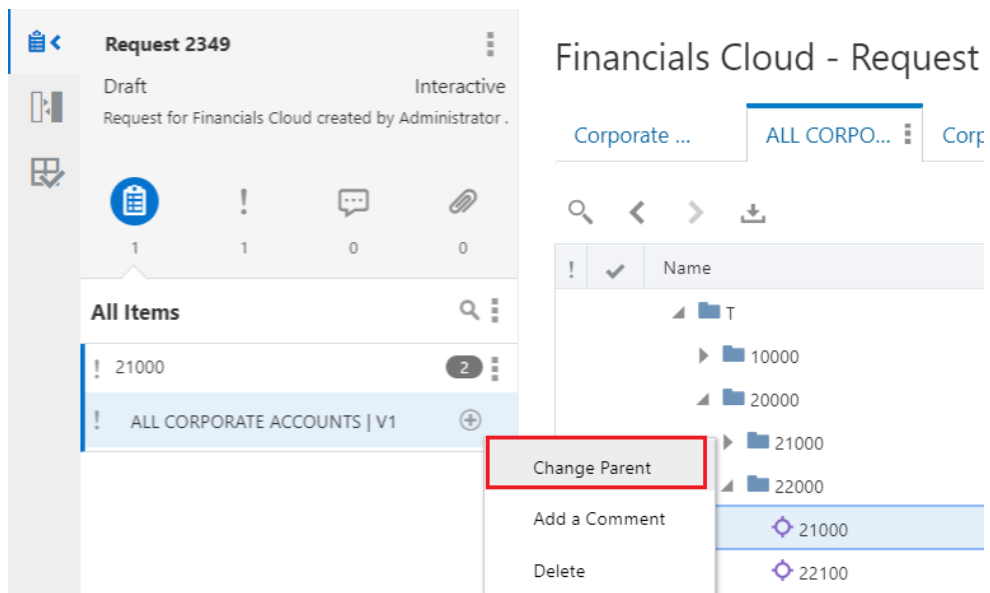 Request 2349
Draft
Interactive
Request for Financials Cloud created by Administrator .
1
1
0
0
All Items
21000
2
ALL CORPORATE ACCOUNTS | V1
Change Parent
Add a Comment
Delete
Financials Cloud - Request
Corporate ...
ALL CORPO...
Corp
! Name
T
10000
20000
21000
22000
21000
22100